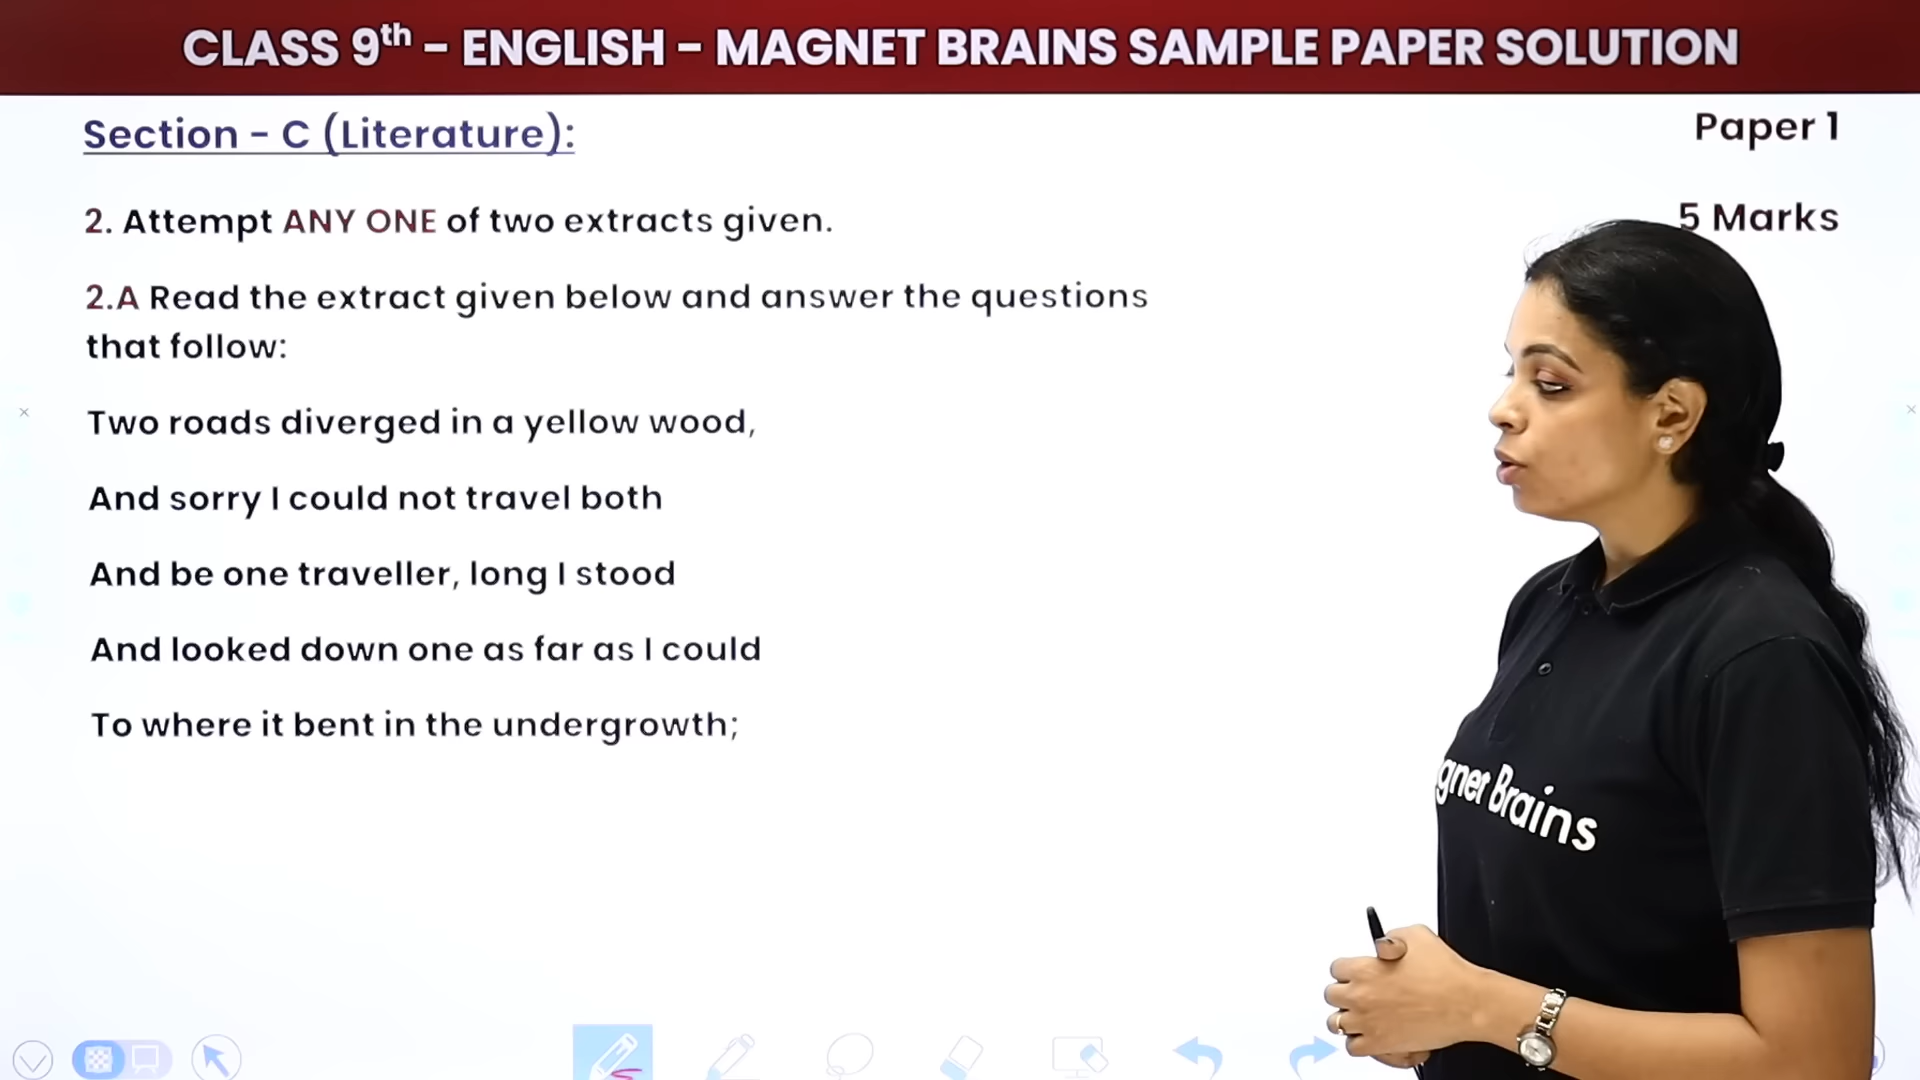 CLASS 9th – ENGLISH – MAGNET BRAINS SAMPLE PAPER SOLUTION
Section - C (Literature):
Paper 1
2. Attempt ANY ONE of two extracts given.
5 Marks
2.A Read the extract given below and answer the questions
that follow:
Two roads diverged in a yellow wood,
And sorry I could not travel both
And be one traveller, long I stood
And looked down one as far as I could
To where it bent in the undergrowth;
gnet Brains